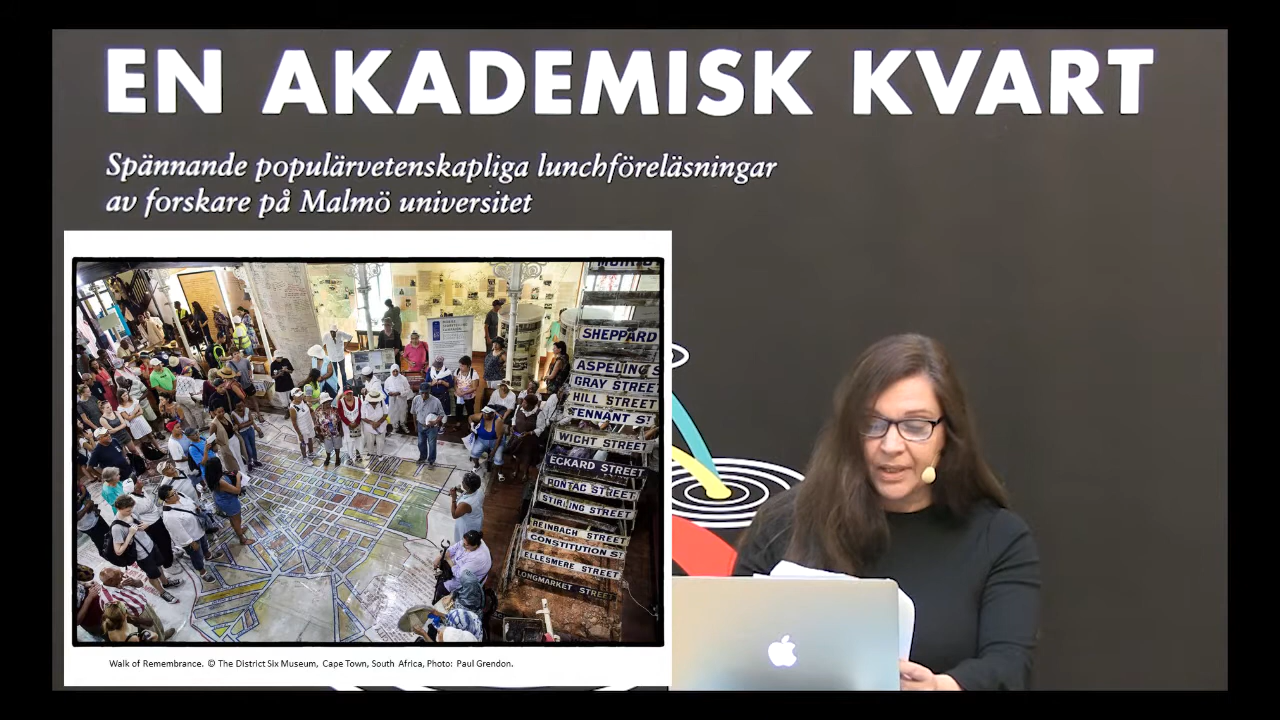 EN AKADEMISK KVART
Spännande populärvetenskapliga lunchföreläsningar
av forskare på Malmö universitet
SHEPPARD
ASPELING S
GRAY STREET
HILL STREET
TENNANT ST
WICHT STREET
ECKARD STREET
PONTAC STREET
STIRLING STREET
REINBACH STREET
CONSTITUTION ST
ELLESMERE STREET
LONGMARKET STREET
Walk of Remembrance. © The District Six Museum, Cape Town, South Africa, Photo: Paul Grendon.